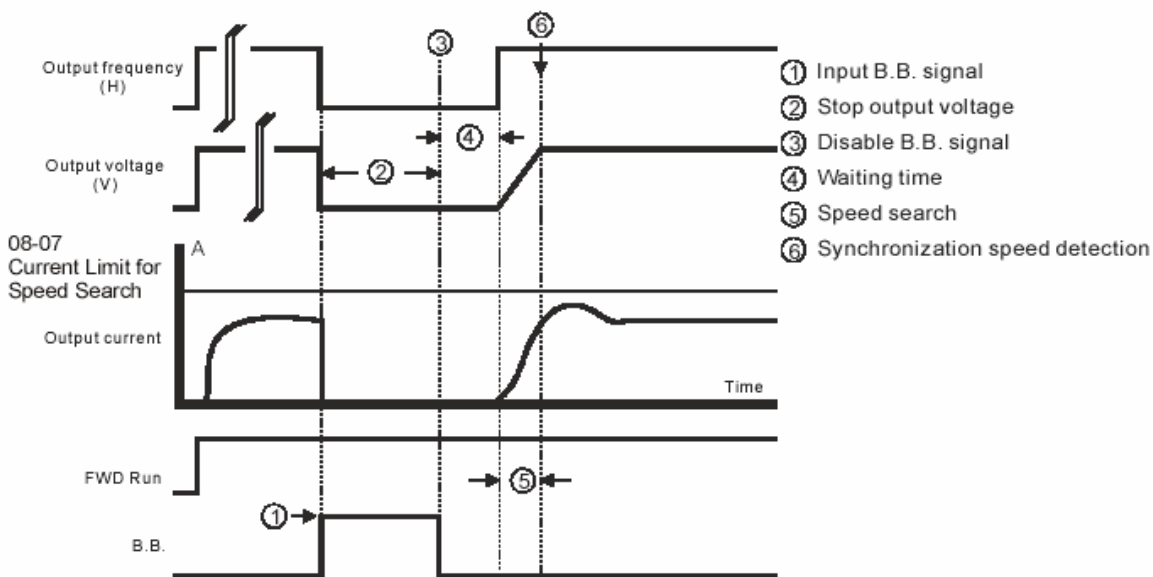 ⑥
③
Output frequency
(H)
④
Output voltage
(V)
②
① Input B.B. signal
② Stop output voltage
③ Disable B.B. signal
④ Waiting time
⑤ Speed search
⑥ Synchronization speed detection
08-07
Current Limit for
Speed Search
A
Output current
Time
FWD Run
⑤
①
B.B.